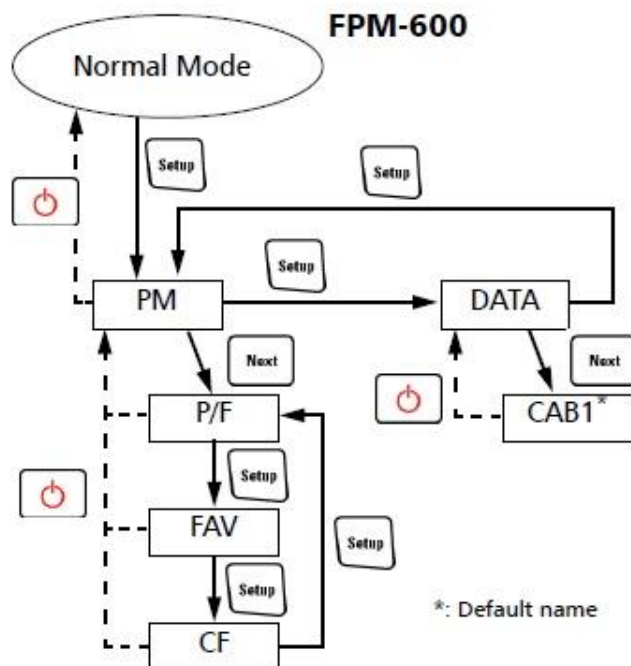 FPM-600
Normal Mode
Setup
Setup
Setup
PM
DATA
Next
Next
P/F
CAB1*
Setup
FAV
Setup
Setup
CF
*: Default name